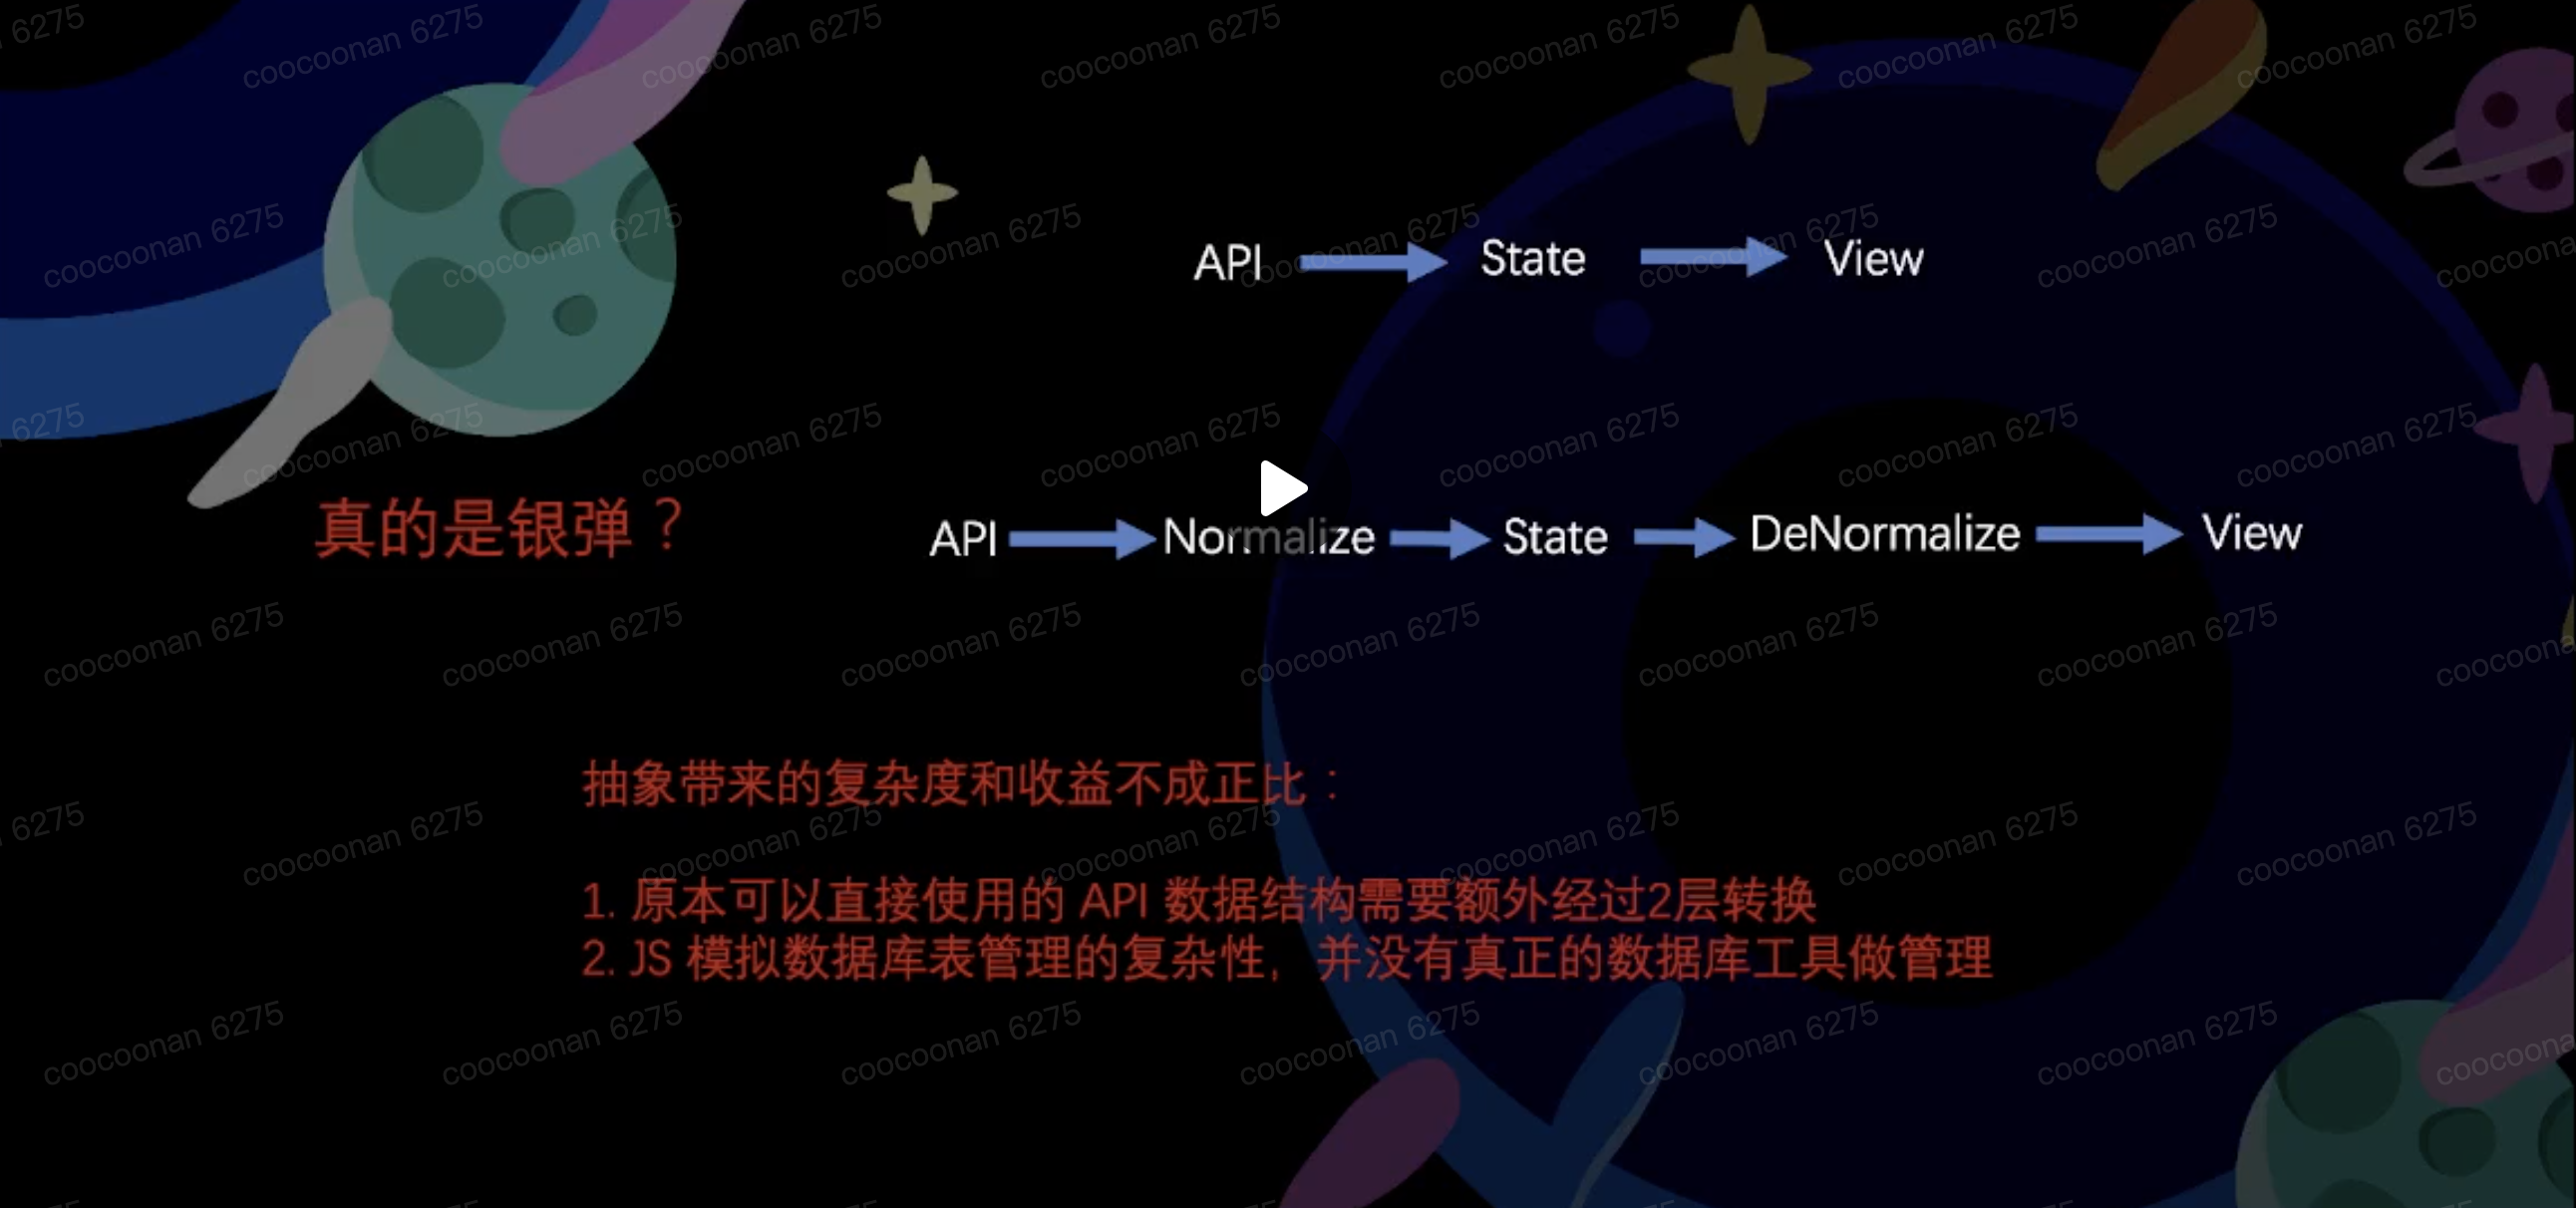 API State View
真的是银弹？
API Normalize State DeNormalize View
抽象带来的复杂度和收益不成正比：
1. 原本可以直接使用的 API 数据结构需要额外经过2层转换
2. JS 模拟数据库表管理的复杂性，并没有真正的数据库工具做管理
coocoonan 6275